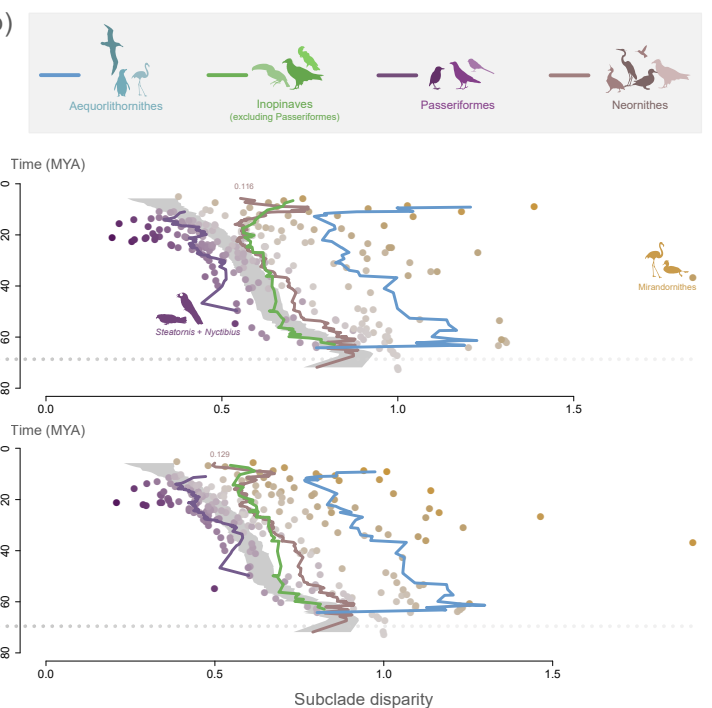 )
Aequorlithornithes
Inopinaves
(excluding Passeriformes)
Passeriformes
Neornithes
Time (MYA)
0.116
0
20
40
60
80
Mirandornithes
Steatornis + Nyctibius
0.0
0.5
1.0
1.5
Time (MYA)
0.129
0
20
40
60
80
0.0
0.5
1.0
1.5
Subclade disparity